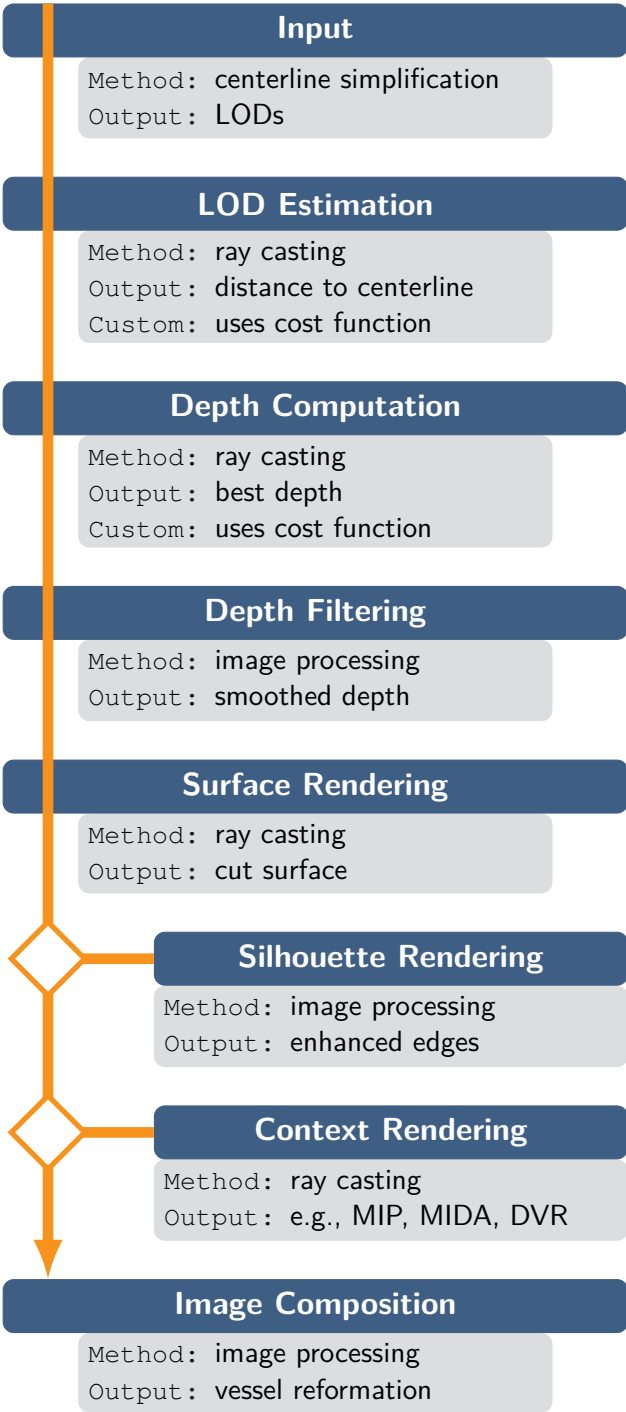 Input
Method: centerline simplification
Output: LODs
LOD Estimation
Method: ray casting
Output: distance to centerline
Custom: uses cost function
Depth Computation
Method: ray casting
Output: best depth
Custom: uses cost function
Depth Filtering
Method: image processing
Output: smoothed depth
Surface Rendering
Method: ray casting
Output: cut surface
Silhouette Rendering
Method: image processing
Output: enhanced edges
Context Rendering
Method: ray casting
Output: e.g., MIP, MIDA, DVR
Image Composition
Method: image processing
Output: vessel reformation